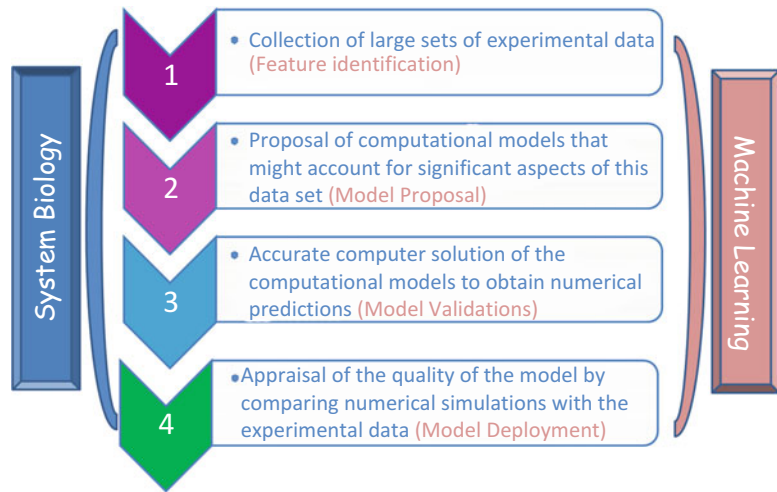 System Biology
1
• Collection of large sets of experimental data
(Feature identification)
2
• Proposal of computational models that
might account for significant aspects of this
data set (Model Proposal)
3
• Accurate computer solution of the
computational models to obtain numerical
predictions (Model Validations)
4
•Appraisal of the quality of the model by
comparing numerical simulations with the
experimental data (Model Deployment)
Machine Learning